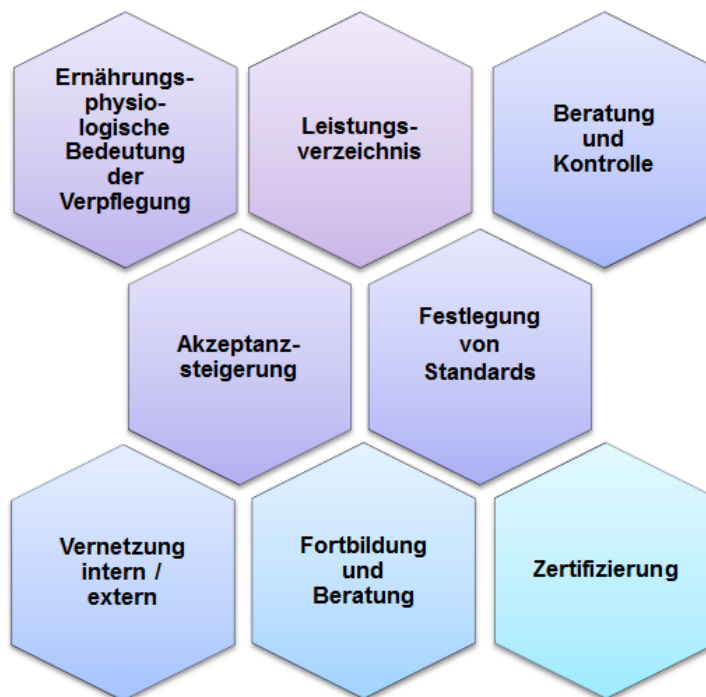 Ernährungs-
physio-
logische
Bedeutung
der
Verpflegung
Leistungs-
verzeichnis
Beratung
und
Kontrolle
Akzeptanz-
steigerung
Festlegung
von
Standards
Vernetzung
intern /
extern
Fortbildung
und
Beratung
Zertifizierung